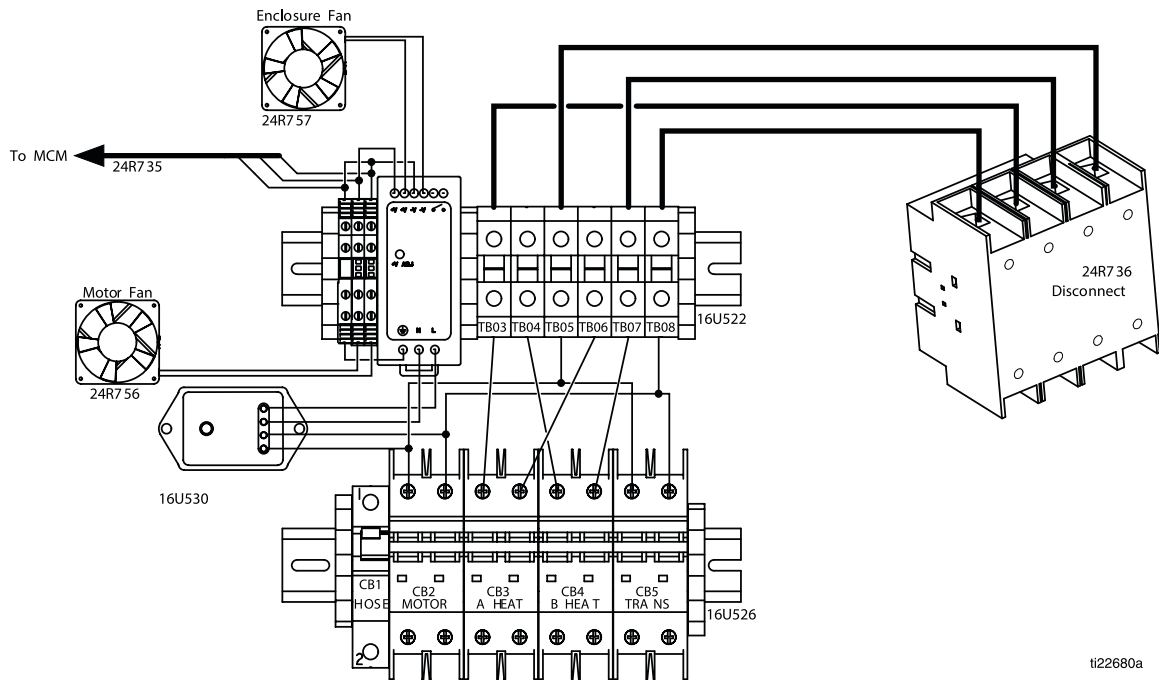 Enclosure Fan
24R757
To MCM
24R735
24R736
Disconnect
+V ADJ.
Motor Fan
N L
16U522
TB03 TB04 TB05 TB06 TB07 TB08
24R756
16U530
1
CB1
HOSE
2
CB2
MOTOR
CB3
A HEAT
CB4
B HEAT
CB5
TRANS
16U526
ti22680a